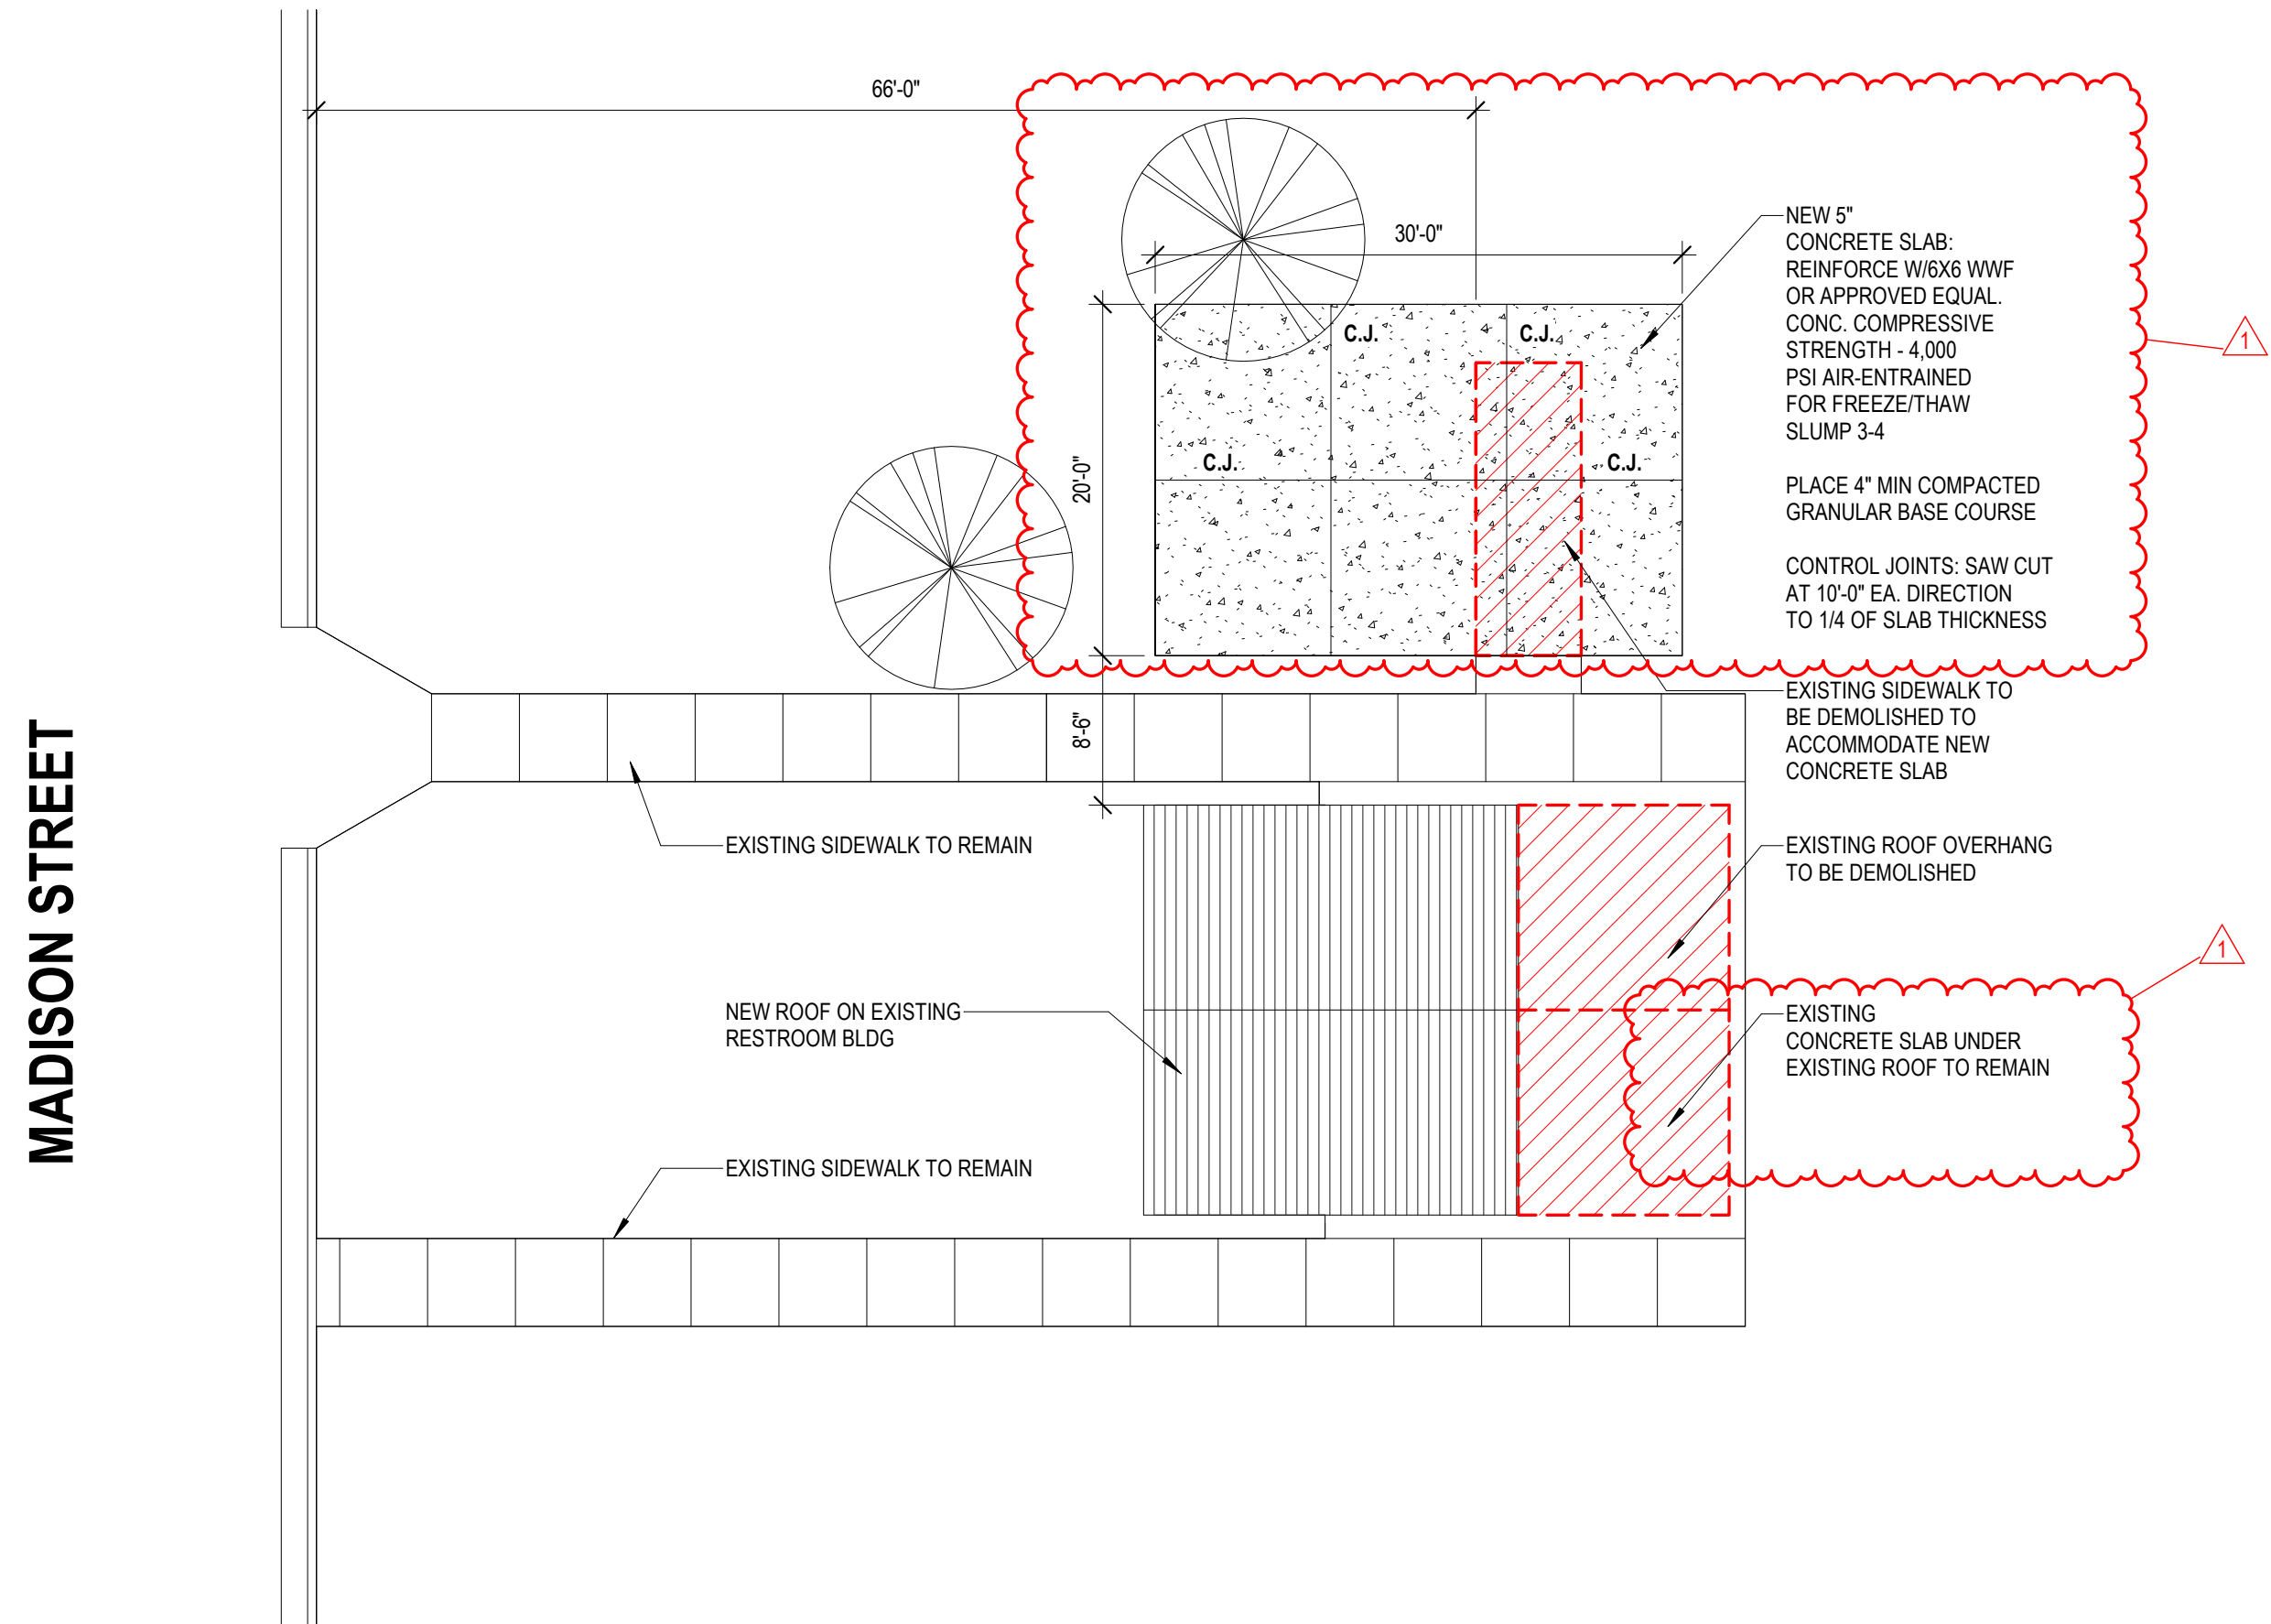 MADISON STREET
66'-0"
30'-0"
20'-0"
8'-6"
C.J.
C.J.
C.J.
C.J.
NEW 5"
CONCRETE SLAB:
REINFORCE W/6X6 WWF
OR APPROVED EQUAL.
CONC. COMPRESSIVE
STRENGTH - 4,000
PSI AIR-ENTRAINED
FOR FREEZE/THAW
SLUMP 3-4
PLACE 4" MIN COMPACTED
GRANULAR BASE COURSE
CONTROL JOINTS: SAW CUT
AT 10'-0" EA. DIRECTION
TO 1/4 OF SLAB THICKNESS
1
EXISTING SIDEWALK TO
BE DEMOLISHED TO
ACCOMMODATE NEW
CONCRETE SLAB
EXISTING SIDEWALK TO REMAIN
EXISTING ROOF OVERHANG
TO BE DEMOLISHED
1
NEW ROOF ON EXISTING
RESTROOM BLDG
EXISTING
CONCRETE SLAB UNDER
EXISTING ROOF TO REMAIN
EXISTING SIDEWALK TO REMAIN